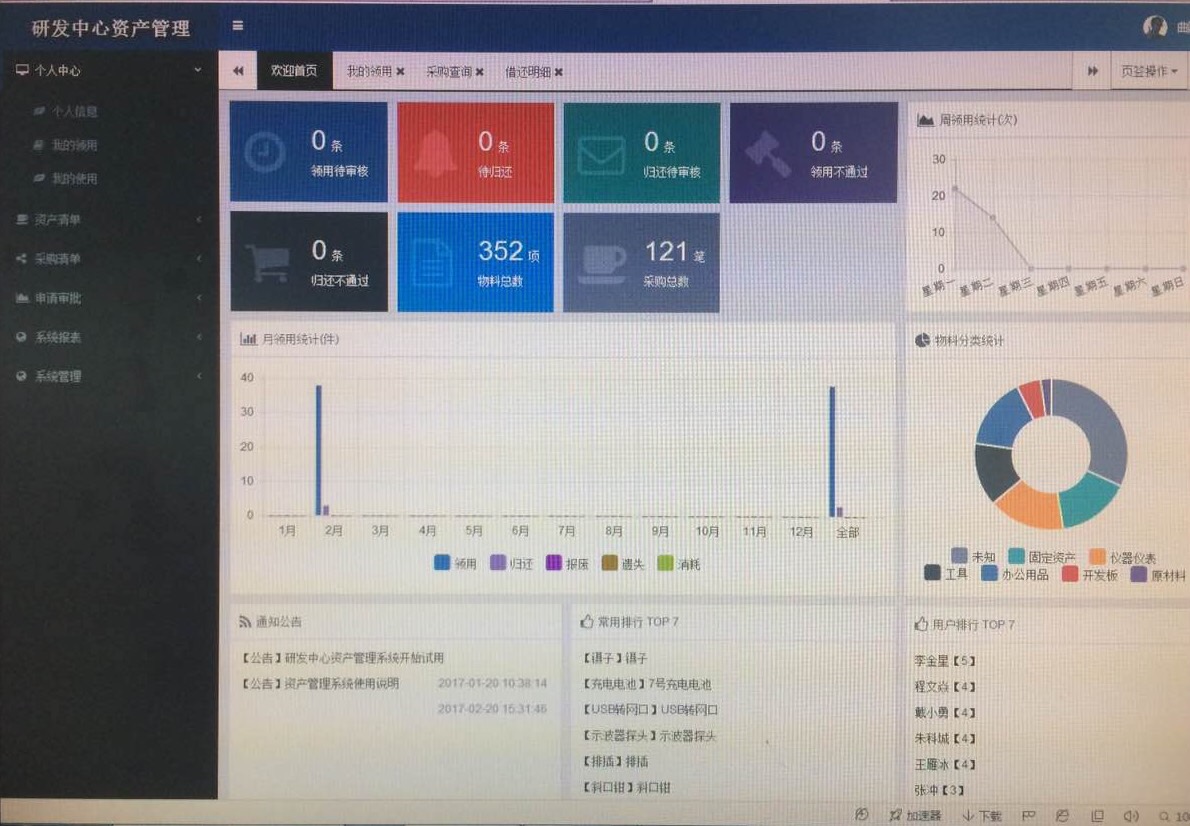 研发中心资产管理
个人中心
个人信息
我的领用
我的使用
资产清单
采购清单
申请审批
系统报表
系统管理
欢迎首页 我的领用 采购查询 借还明细 页签操作
0 条
领用待审核
0 条
待归还
0 条
归还待审核
0 条
领用不通过
0 条
归还不通过
352 项
物料总数
121 笔
采购总数
周领用统计(次)
30
20
10
0
星期一 星期二 星期三 星期四 星期五 星期六 星期日
月领用统计(件)
40
30
20
10
0
1月 2月 3月 4月 5月 6月 7月 8月 9月 10月 11月 12月 全部
领用 归还 报废 遗失 消耗
物料分类统计
未知 固定资产 仪器仪表
工具 办公用品 开发板 原材料
通知公告
【公告】研发中心资产管理系统开始试用
【公告】资产管理系统使用说明 2017-01-20 10:38:14
2017-02-20 15:31:46
常用排行 TOP 7
【镊子】镊子
【充电电池】7号充电电池
【USB转网口】USB转网口
【示波器探头】示波器探头
【排插】排插
【斜口钳】斜口钳
用户排行 TOP 7
李金星【5】
程文焱【4】
戴小勇【4】
朱科城【4】
王雁冰【4】
张冲【3】
加速器 下载